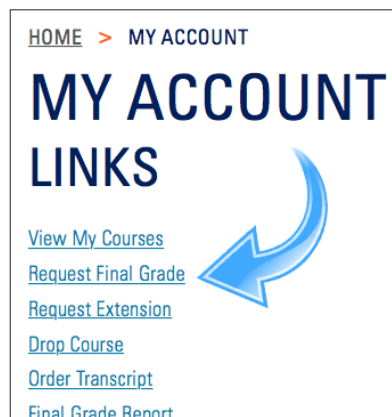 HOME > MY ACCOUNT
MY ACCOUNT
LINKS
View My Courses
Request Final Grade
Request Extension
Drop Course
Order Transcript
Final Grade Report